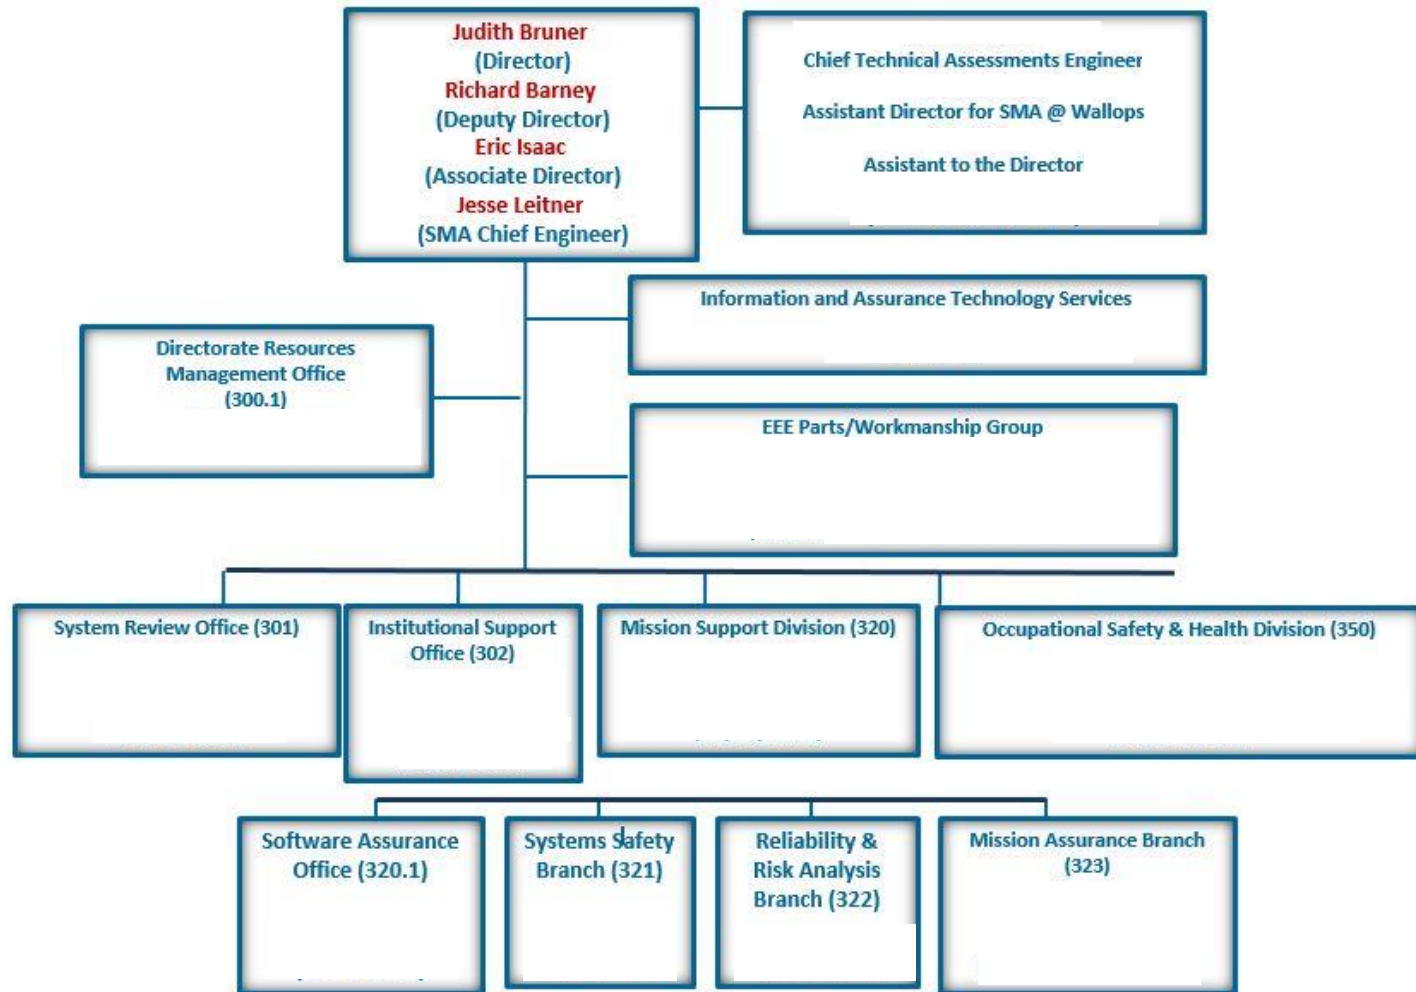 Judith Bruner
(Director)
Richard Barney
(Deputy Director)
Eric Isaac
(Associate Director)
Jesse Leitner
(SMA Chief Engineer)
Chief Technical Assessments Engineer
Assistant Director for SMA @ Wallops
Assistant to the Director
Information and Assurance Technology Services
Directorate Resources
Management Office
(300.1)
EEE Parts/Workmanship Group
System Review Office (301)
Institutional Support
Office (302)
Mission Support Division (320)
Occupational Safety & Health Division (350)
Software Assurance
Office (320.1)
Systems Safety
Branch (321)
Reliability &
Risk Analysis
Branch (322)
Mission Assurance Branch
(323)